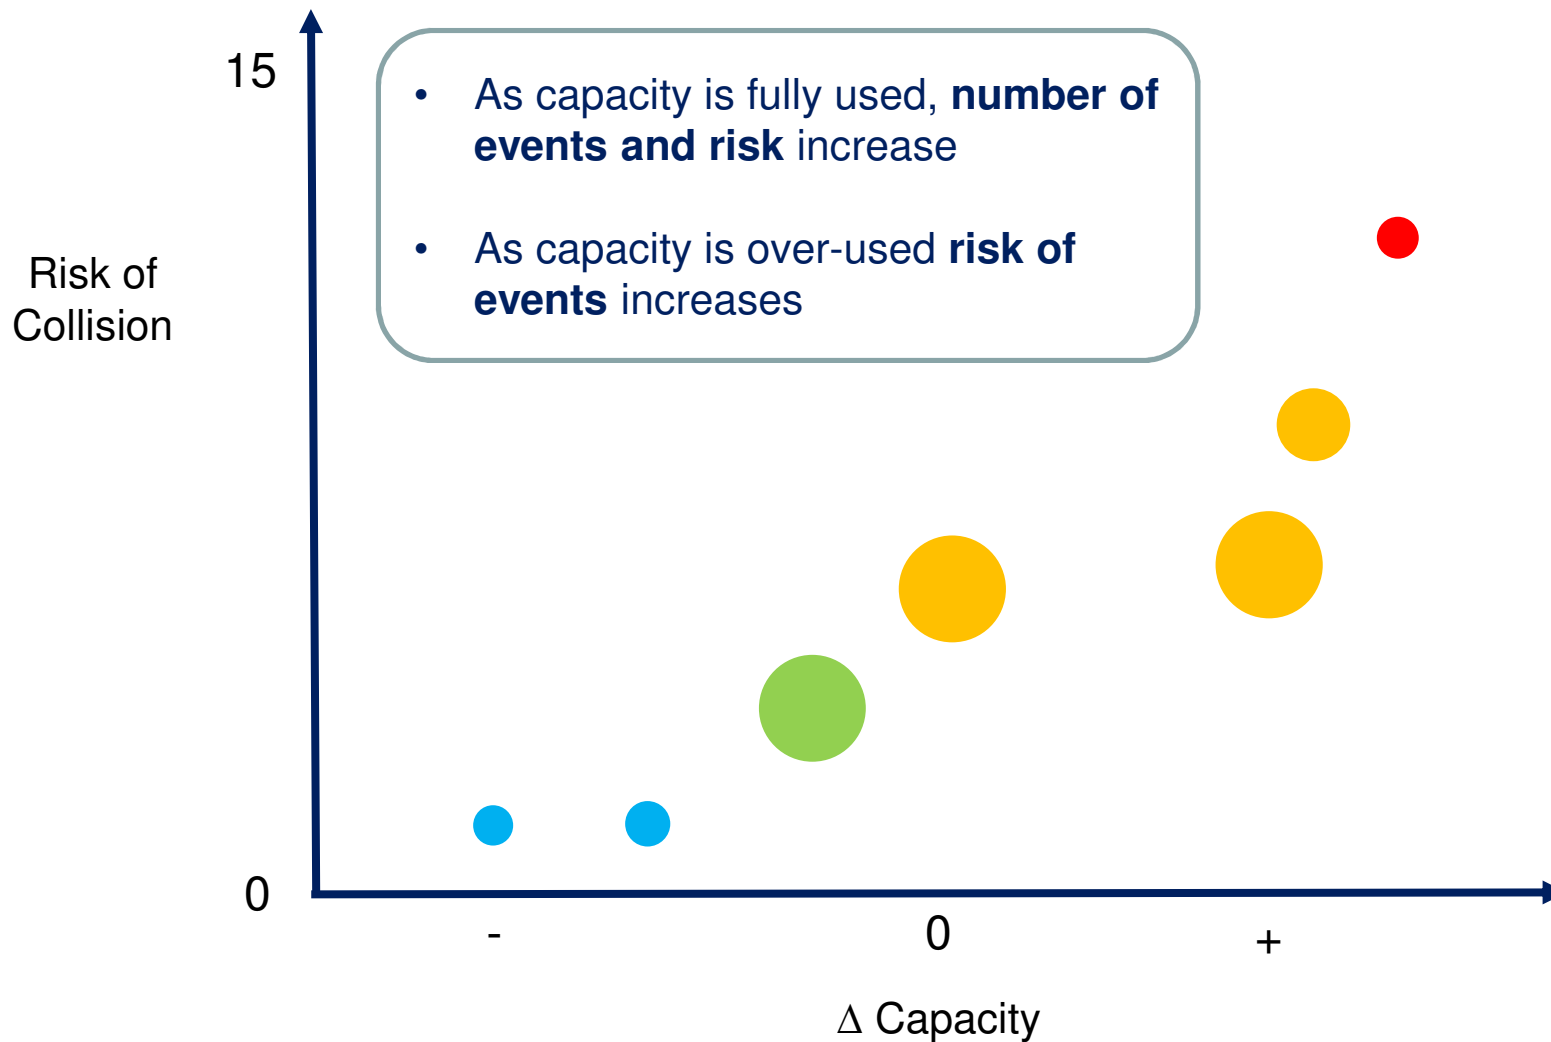 15
• As capacity is fully used, number of
events and risk increase
• As capacity is over-used risk of
events increases
Risk of
Collision
0
- 0 +
Δ Capacity